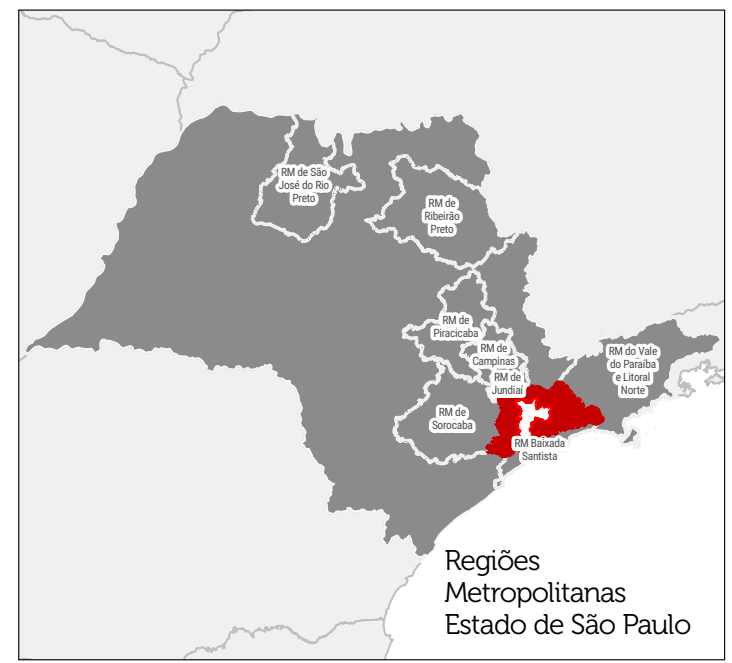 RM de São
José do Rio
Preto
RM de
Ribeirão
Preto
RM de
Piracicaba
RM de
Campinas
RM de
Jundiaí
RM do Vale
do Paraíba
e Litoral
Norte
RM de
Sorocaba
RM Baixada
Santista
Regiões
Metropolitanas
Estado de São Paulo